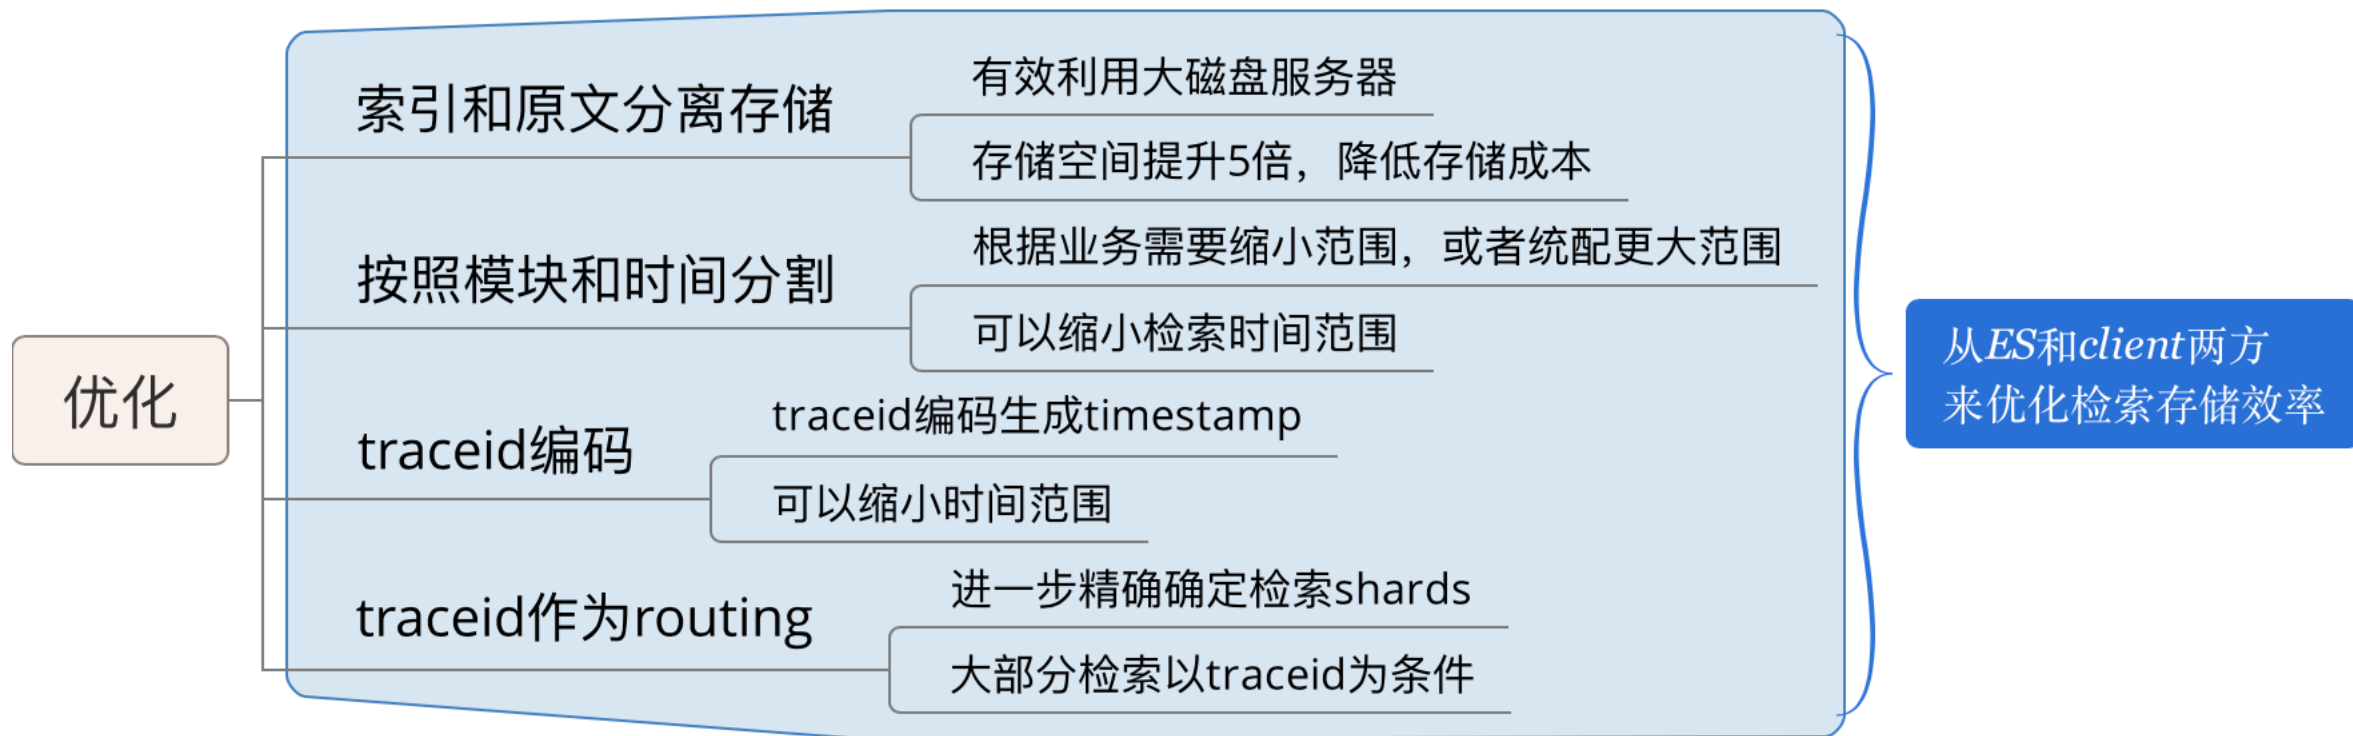 优化
索引和原文分离存储
有效利用大磁盘服务器
存储空间提升5倍，降低存储成本
按照模块和时间分割
根据业务需要缩小范围，或者统配更大范围
可以缩小检索时间范围
traceid编码
traceid编码生成timestamp
可以缩小时间范围
traceid作为routing
进一步精确确定检索shards
大部分检索以traceid为条件
从ES和client两方
来优化检索存储效率